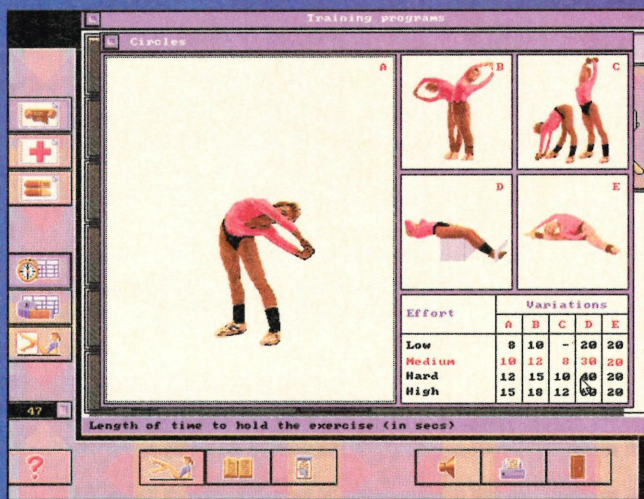 Training programs
Circles
A
B
C
D
E
Effort
Variations
A B C D E
Low 8 10 - 20 20
Medium 10 12 8 30 20
Hard 12 15 10 40 20
High 15 18 12 60 20
47
Length of time to hold the exercise (in secs)
?